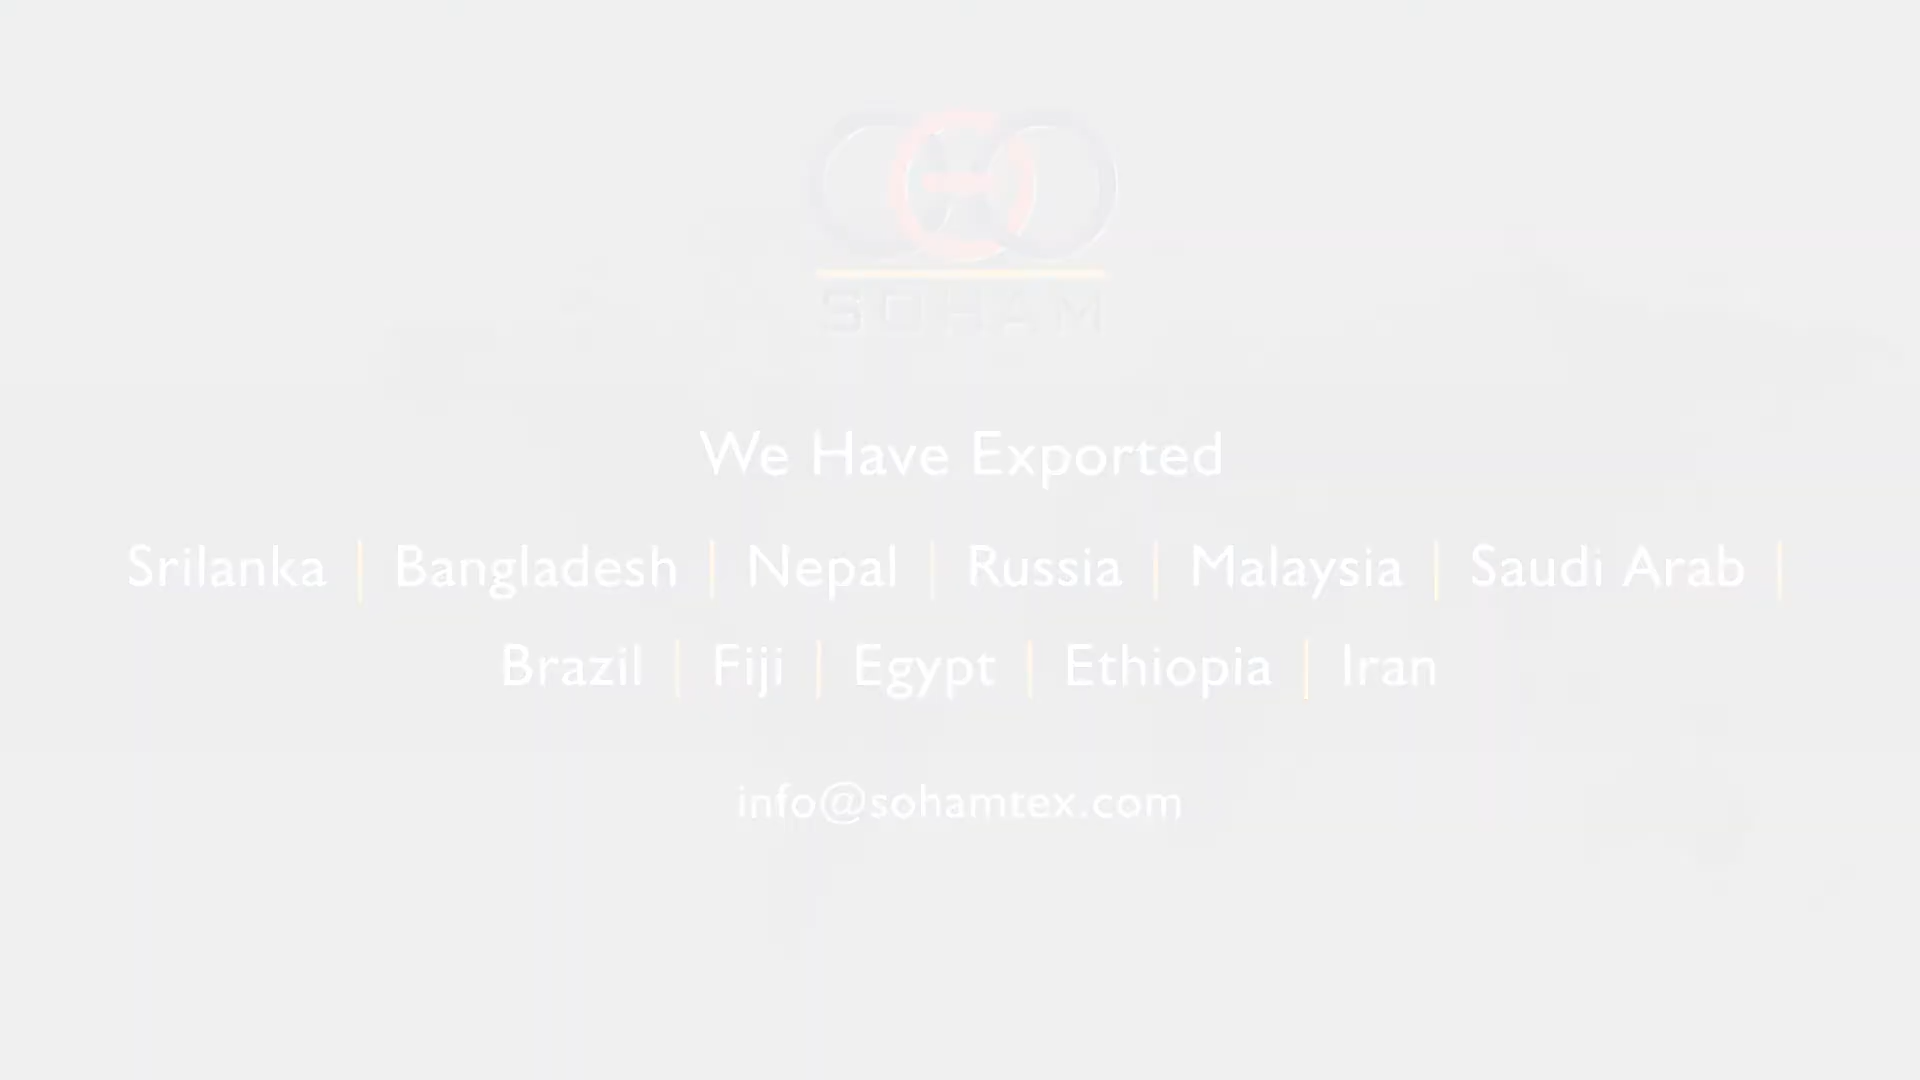 SOHAM
We Have Exported
Srilanka | Bangladesh | Nepal | Russia | Malaysia | Saudi Arab |
Brazil | Fiji | Egypt | Ethiopia | Iran
info@sohamtex.com